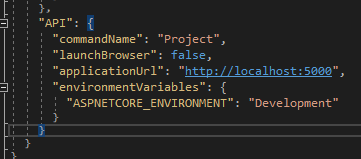 },
"API": {
"commandName": "Project",
"launchBrowser": false,
"applicationUrl": "http://localhost:5000",
"environmentVariables": {
"ASPNETCORE_ENVIRONMENT": "Development"
}
}
}
}